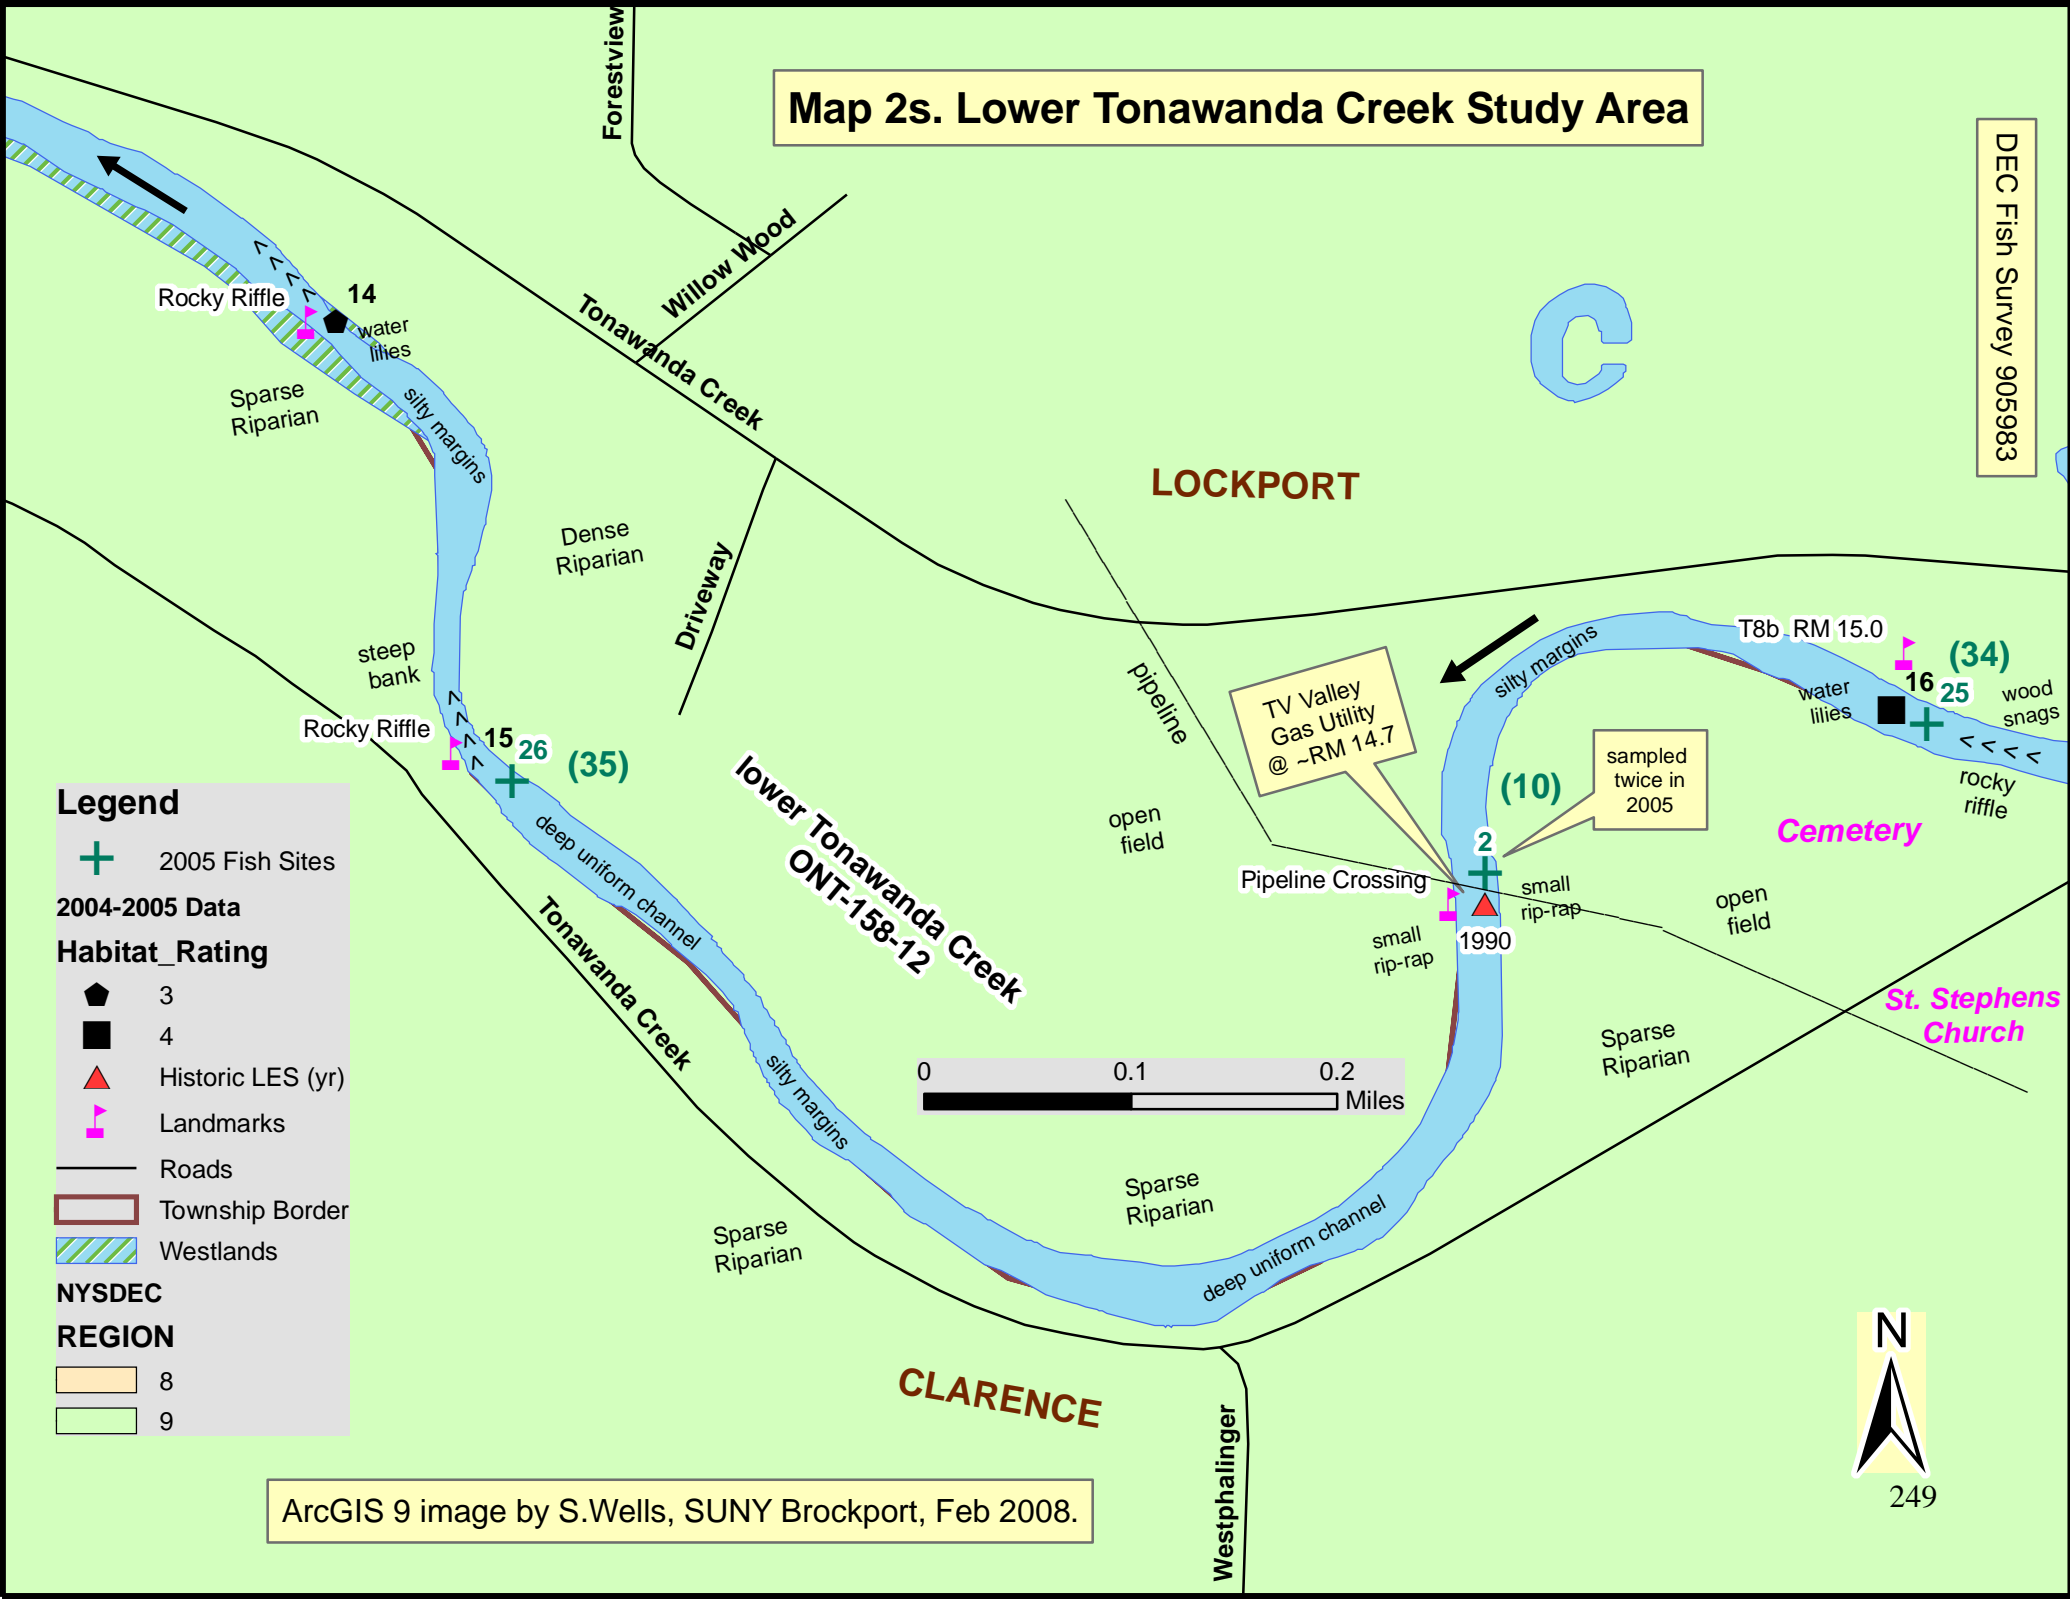 Map 2s. Lower Tonawanda Creek Study Area
DEC Fish Survey 905983
Forestview
Willow Wood
Tonawanda Creek
Rocky Riffle
14
water
lilies
Sparse
Riparian
silty margins
LOCKPORT
Dense
Riparian
Driveway
steep
bank
Rocky Riffle
15
26
(35)
deep uniform channel
lower Tonawanda Creek
ONT-158-12
Tonawanda Creek
silty margins
pipeline
TV Valley
Gas Utility
@ ~RM 14.7
silty margins
T8b RM 15.0
(34)
16
25
water
lilies
wood
snags
rocky
riffle
sampled
twice in
2005
(10)
2
Cemetery
open
field
Pipeline Crossing
small
rip-rap
open
field
1990
small
rip-rap
St. Stephens
Church
Sparse
Riparian
0 0.1 0.2
Miles
Sparse
Riparian
Sparse
Riparian
deep uniform channel
CLARENCE
Westphalinger
Legend
2005 Fish Sites
2004-2005 Data
Habitat_Rating
3
4
Historic LES (yr)
Landmarks
Roads
Township Border
Westlands
NYSDEC
REGION
8
9
N
249
ArcGIS 9 image by S.Wells, SUNY Brockport, Feb 2008.